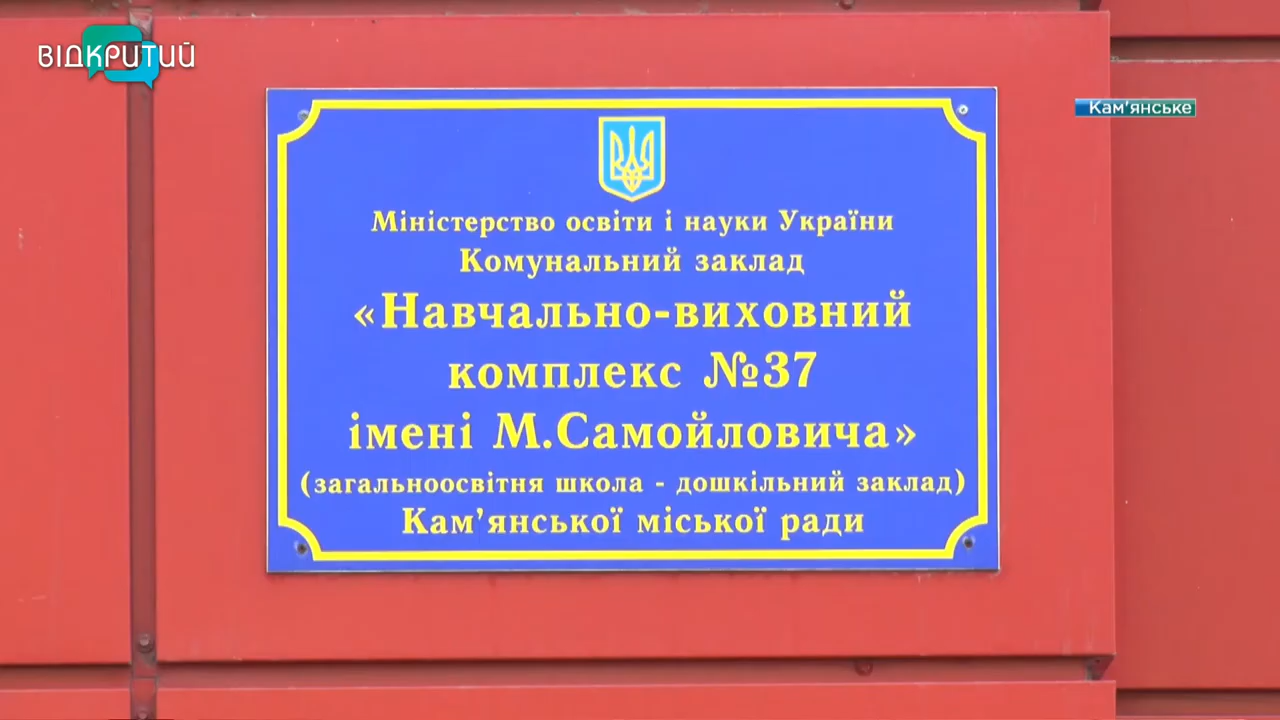 ВІДКРИТИЙ
Кам'янське
Міністерство освіти і науки України
Комунальний заклад
«Навчально-виховний
комплекс №37
імені М.Самойловича»
(загальноосвітня школа - дошкільний заклад)
Кам’янської міської ради